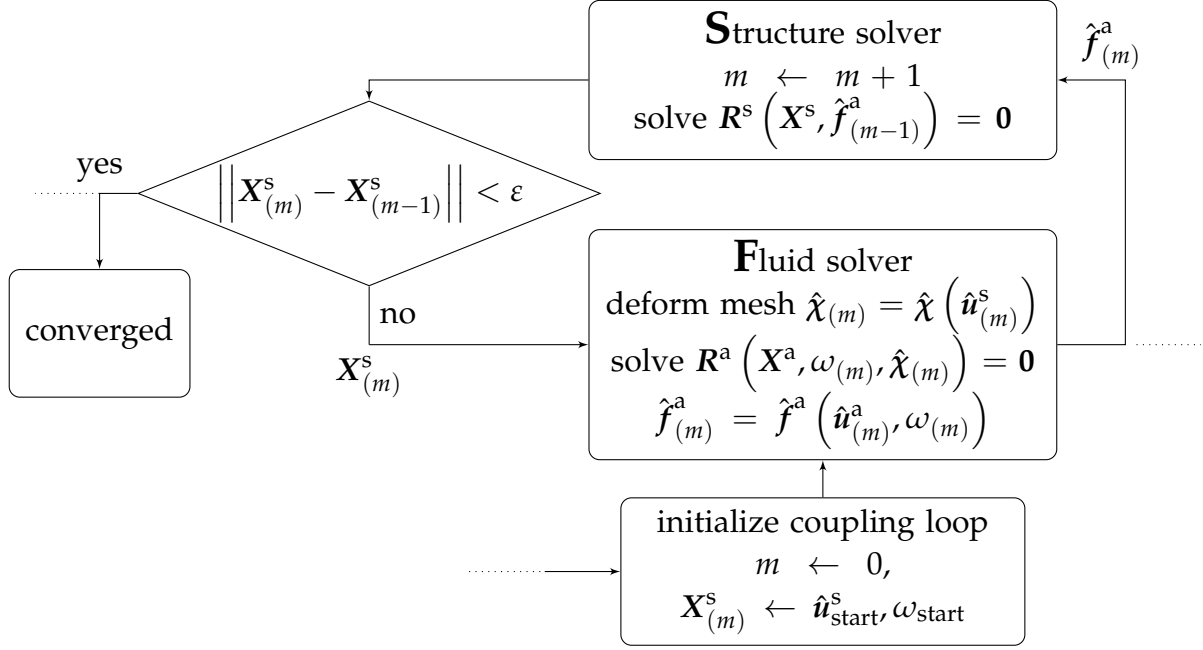 Structure solver
m ← m + 1
solve R^s (X^s, f̂^a_(m−1)) = 0
f̂^a_(m)
yes
||X^s_(m) − X^s_(m−1)|| < ε
converged
no
X^s_(m)
Fluid solver
deform mesh χ̂_(m) = χ̂ (û^s_(m))
solve R^a (X^a, ω_(m), χ̂_(m)) = 0
f̂^a_(m) = f̂^a (û^a_(m), ω_(m))
initialize coupling loop
m ← 0,
X^s_(m) ← û^s_start, ω_start